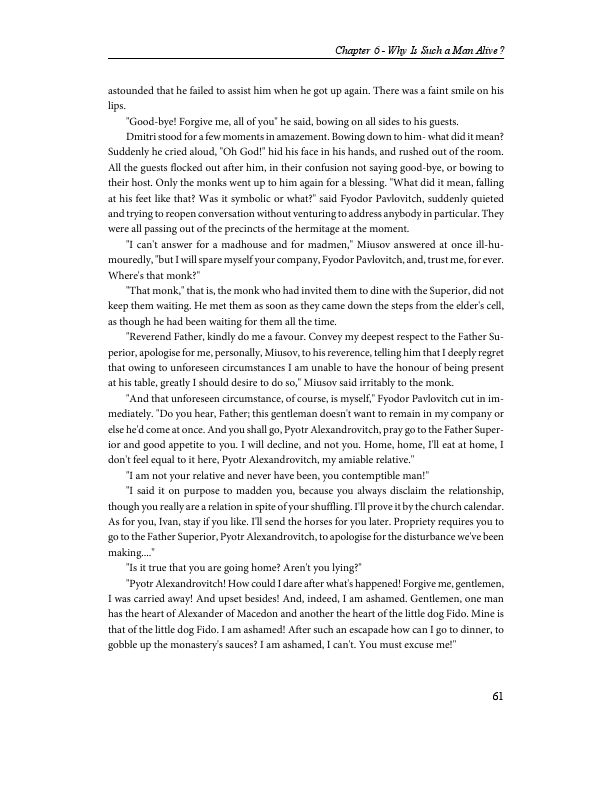 Chapter 6 - Why Is Such a Man Alive?
astounded that he failed to assist him when he got up again. There was a faint smile on his
lips.
"Good-bye! Forgive me, all of you" he said, bowing on all sides to his guests.
Dmitri stood for a few moments in amazement. Bowing down to him- what did it mean?
Suddenly he cried aloud, "Oh God!" hid his face in his hands, and rushed out of the room.
All the guests flocked out after him, in their confusion not saying good-bye, or bowing to
their host. Only the monks went up to him again for a blessing. "What did it mean, falling
at his feet like that? Was it symbolic or what?" said Fyodor Pavlovitch, suddenly quieted
and trying to reopen conversation without venturing to address anybody in particular. They
were all passing out of the precincts of the hermitage at the moment.
"I can't answer for a madhouse and for madmen," Miusov answered at once ill-hu-
mouredly, "but I will spare myself your company, Fyodor Pavlovitch, and, trust me, for ever.
Where's that monk?"
"That monk," that is, the monk who had invited them to dine with the Superior, did not
keep them waiting. He met them as soon as they came down the steps from the elder's cell,
as though he had been waiting for them all the time.
"Reverend Father, kindly do me a favour. Convey my deepest respect to the Father Su-
perior, apologise for me, personally, Miusov, to his reverence, telling him that I deeply regret
that owing to unforeseen circumstances I am unable to have the honour of being present
at his table, greatly I should desire to do so," Miusov said irritably to the monk.
"And that unforeseen circumstance, of course, is myself," Fyodor Pavlovitch cut in im-
mediately. "Do you hear, Father; this gentleman doesn't want to remain in my company or
else he'd come at once. And you shall go, Pyotr Alexandrovitch, pray go to the Father Super-
ior and good appetite to you. I will decline, and not you. Home, home, I'll eat at home, I
don't feel equal to it here, Pyotr Alexandrovitch, my amiable relative."
"I am not your relative and never have been, you contemptible man!"
"I said it on purpose to madden you, because you always disclaim the relationship,
though you really are a relation in spite of your shuffling. I'll prove it by the church calendar.
As for you, Ivan, stay if you like. I'll send the horses for you later. Propriety requires you to
go to the Father Superior, Pyotr Alexandrovitch, to apologise for the disturbance we've been
making...."
"Is it true that you are going home? Aren't you lying?"
"Pyotr Alexandrovitch! How could I dare after what's happened! Forgive me, gentlemen,
I was carried away! And upset besides! And, indeed, I am ashamed. Gentlemen, one man
has the heart of Alexander of Macedon and another the heart of the little dog Fido. Mine is
that of the little dog Fido. I am ashamed! After such an escapade how can I go to dinner, to
gobble up the monastery's sauces? I am ashamed, I can't. You must excuse me!"
61